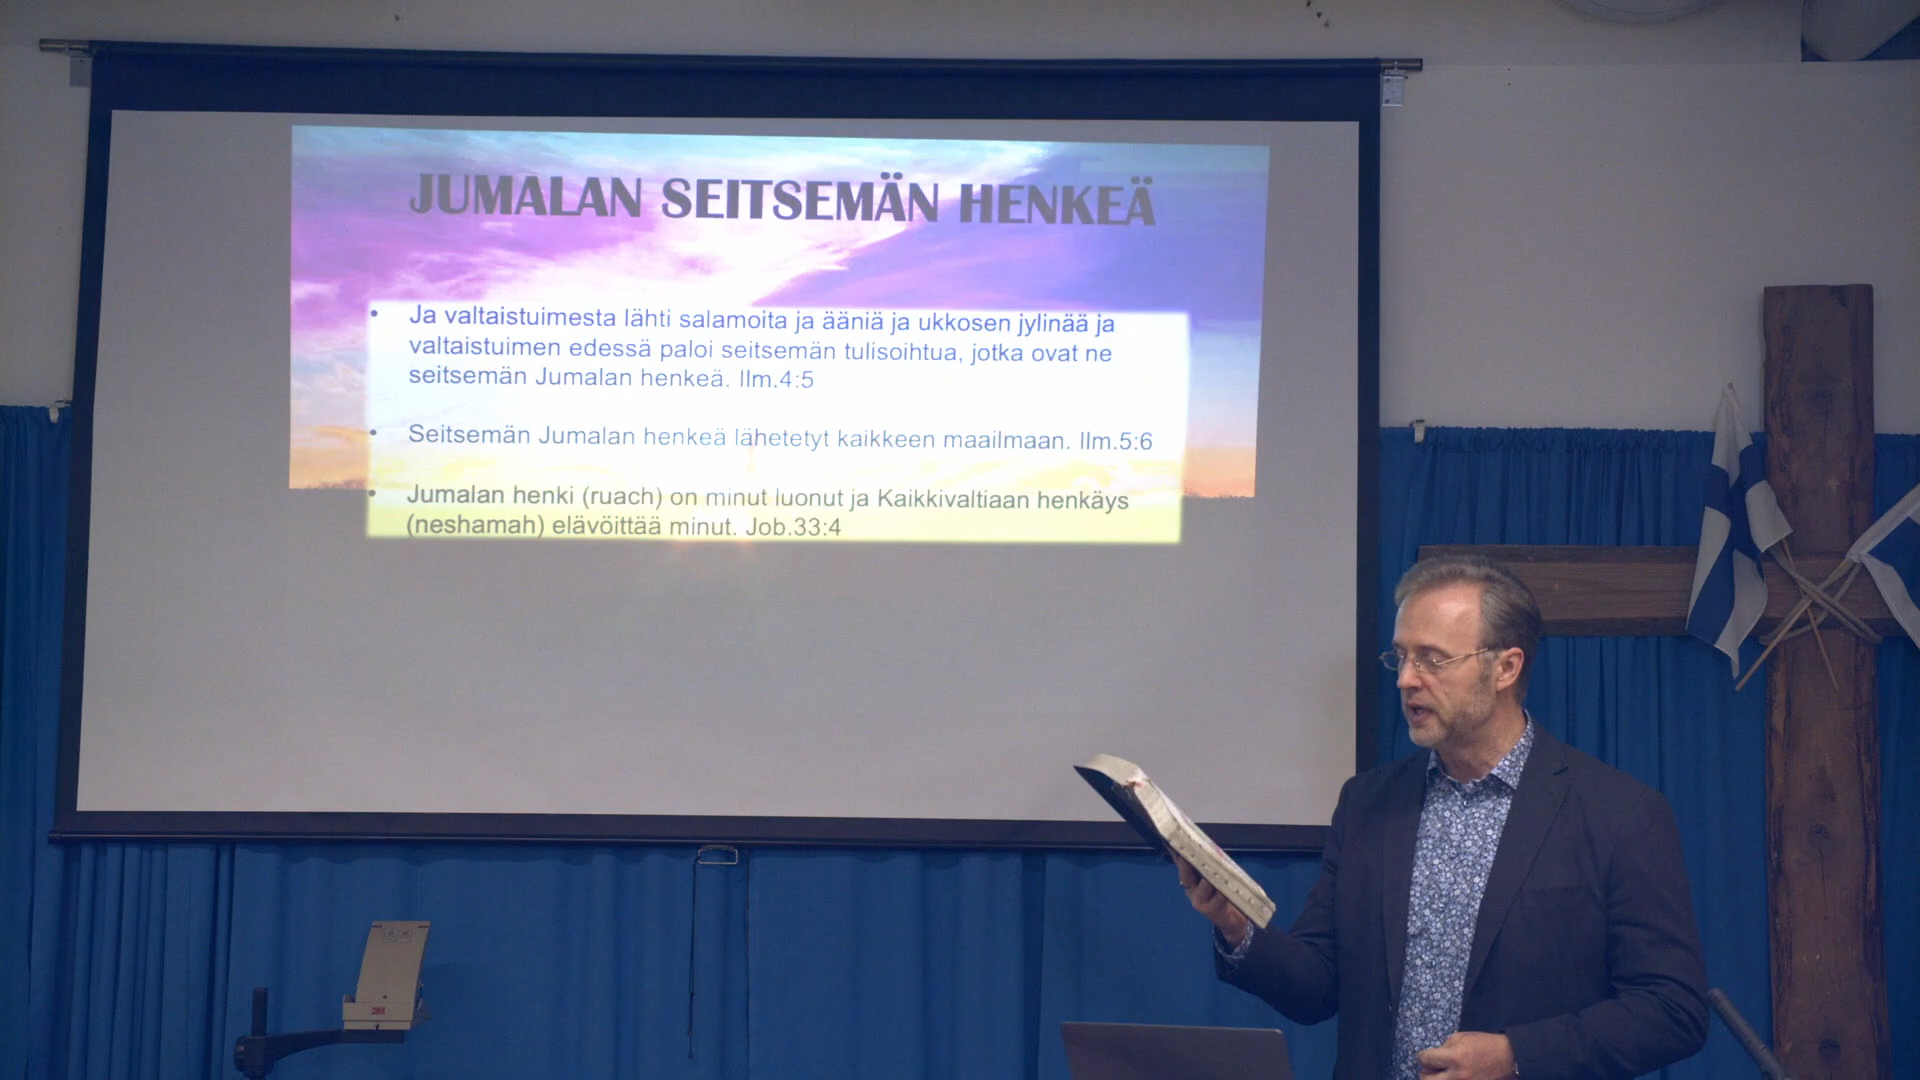 JUMALAN SEITSEMÄN HENKEÄ
• Ja valtaistuimesta lähti salamoita ja ääniä ja ukkosen jylinää ja
valtaistuimen edessä paloi seitsemän tulisoihtua, jotka ovat ne
seitsemän Jumalan henkeä. Ilm.4:5
• Seitsemän Jumalan henkeä lähetetyt kaikkeen maailmaan. Ilm.5:6
• Jumalan henki (ruach) on minut luonut ja Kaikkivaltiaan henkäys
(neshamah) elävöittää minut. Job.33:4